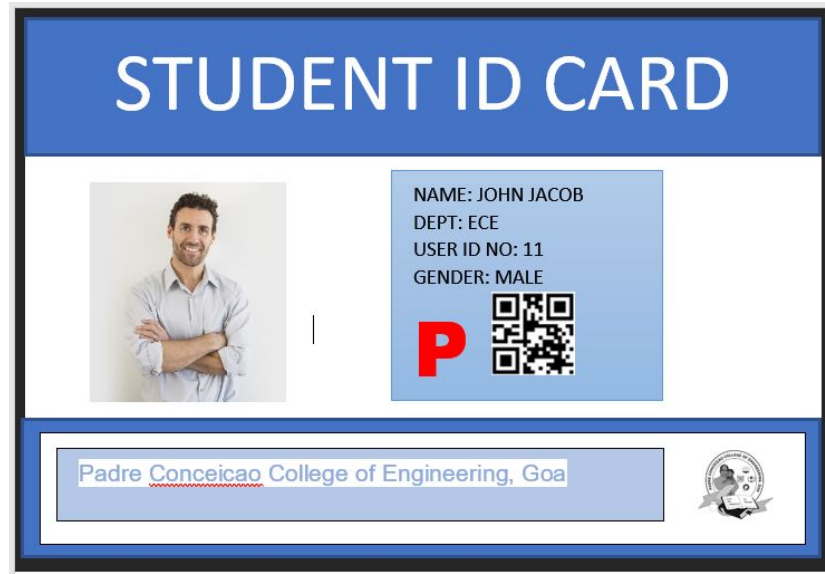 STUDENT ID CARD
NAME: JOHN JACOB
DEPT: ECE
USER ID NO: 11
GENDER: MALE
P
Padre Conceicao College of Engineering, Goa